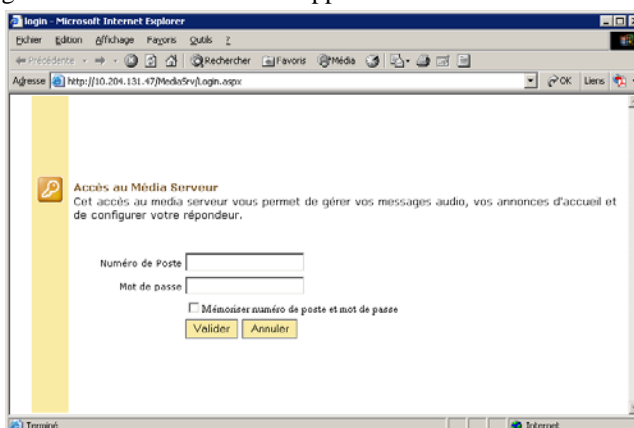 login - Microsoft Internet Explorer
Fichier Edition Affichage Favoris Outils ?
Précédente Rechercher Favoris Média
Adresse http://10.204.131.47/MediaSrv/Login.aspx OK Liens
Accès au Média Serveur
Cet accès au media serveur vous permet de gérer vos messages audio, vos annonces d'accueil et
de configurer votre répondeur.
Numéro de Poste
Mot de passe
Mémoriser numéro de poste et mot de passe
Valider Annuler
Terminé Internet